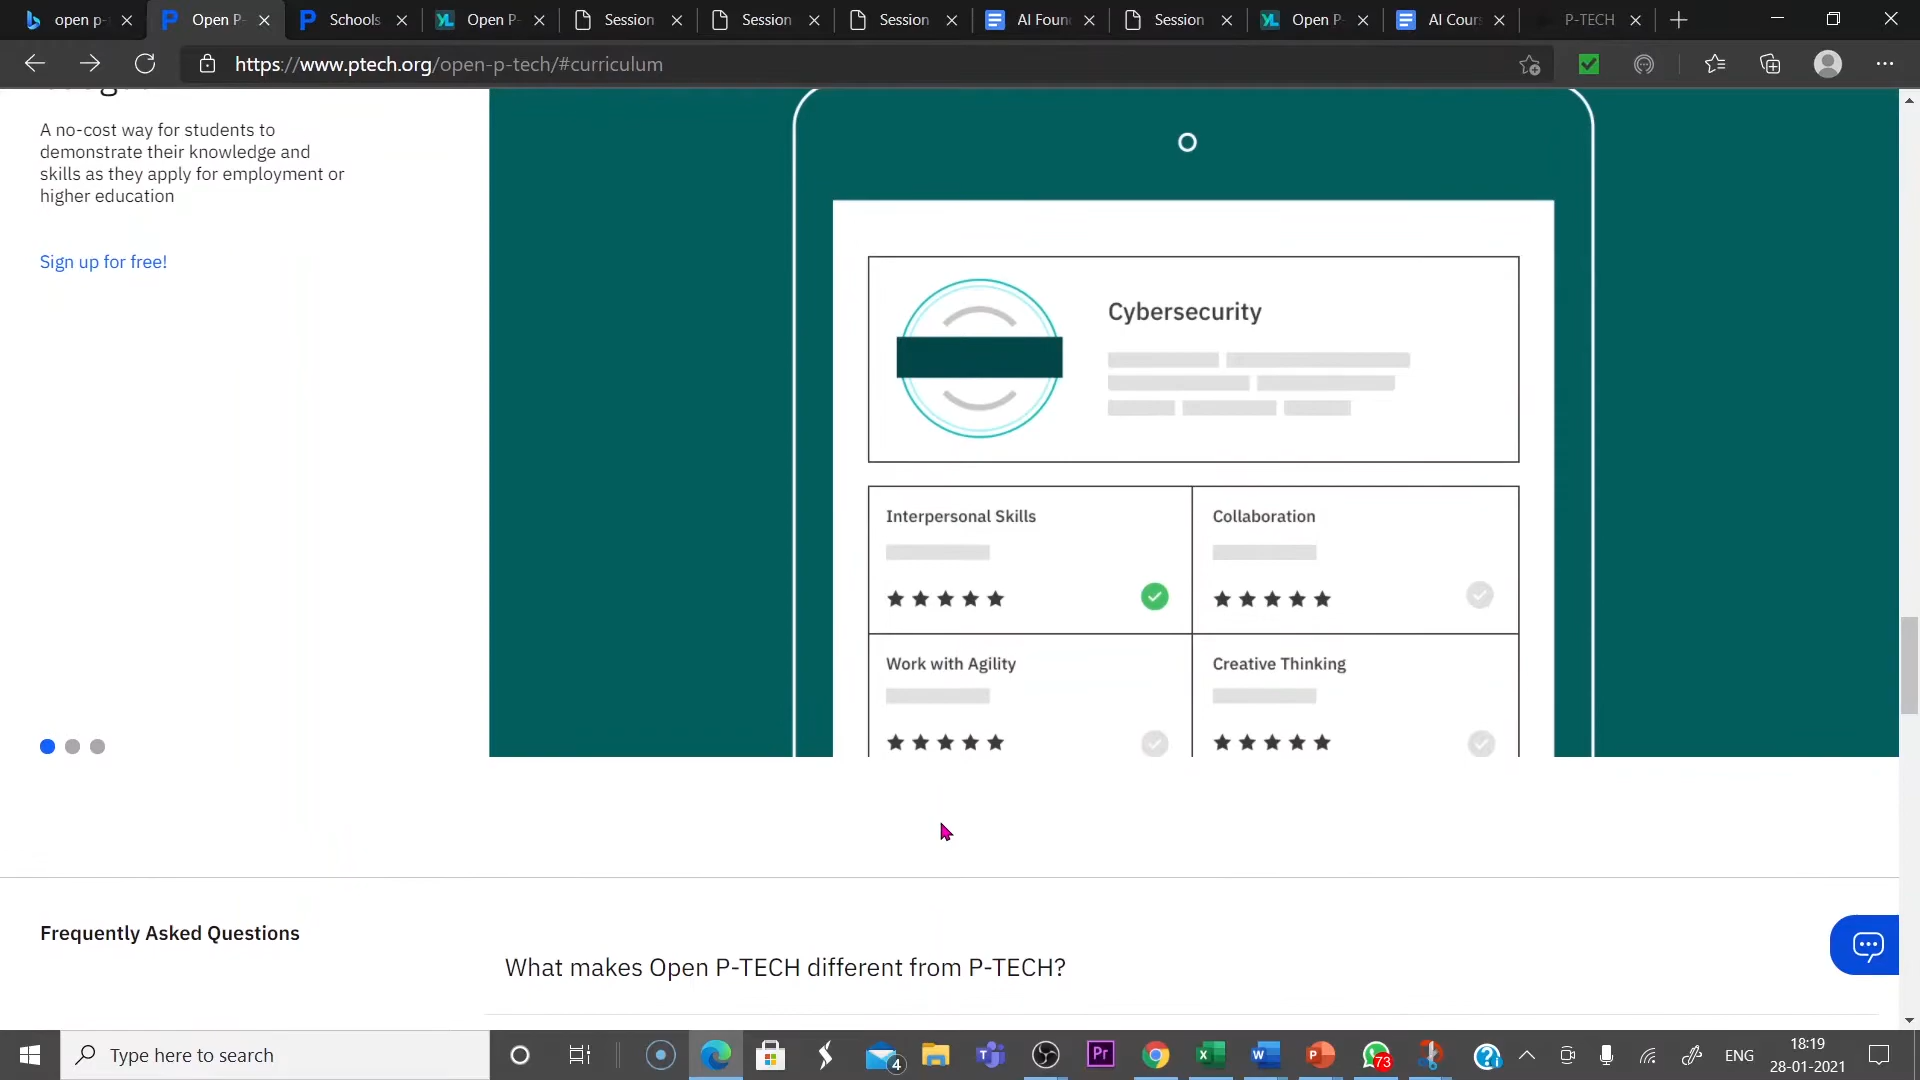 open p-
Open P-
Schools
Open P-
Session
Session
Session
AI Foun
Session
Open P-
AI Cour
P-TECH
https://www.ptech.org/open-p-tech/#curriculum
A no-cost way for students to
demonstrate their knowledge and
skills as they apply for employment or
higher education
Sign up for free!
Cybersecurity
Interpersonal Skills
Collaboration
Work with Agility
Creative Thinking
Frequently Asked Questions
What makes Open P-TECH different from P-TECH?
Type here to search
4
Pr
73
ENG
18:19
28-01-2021